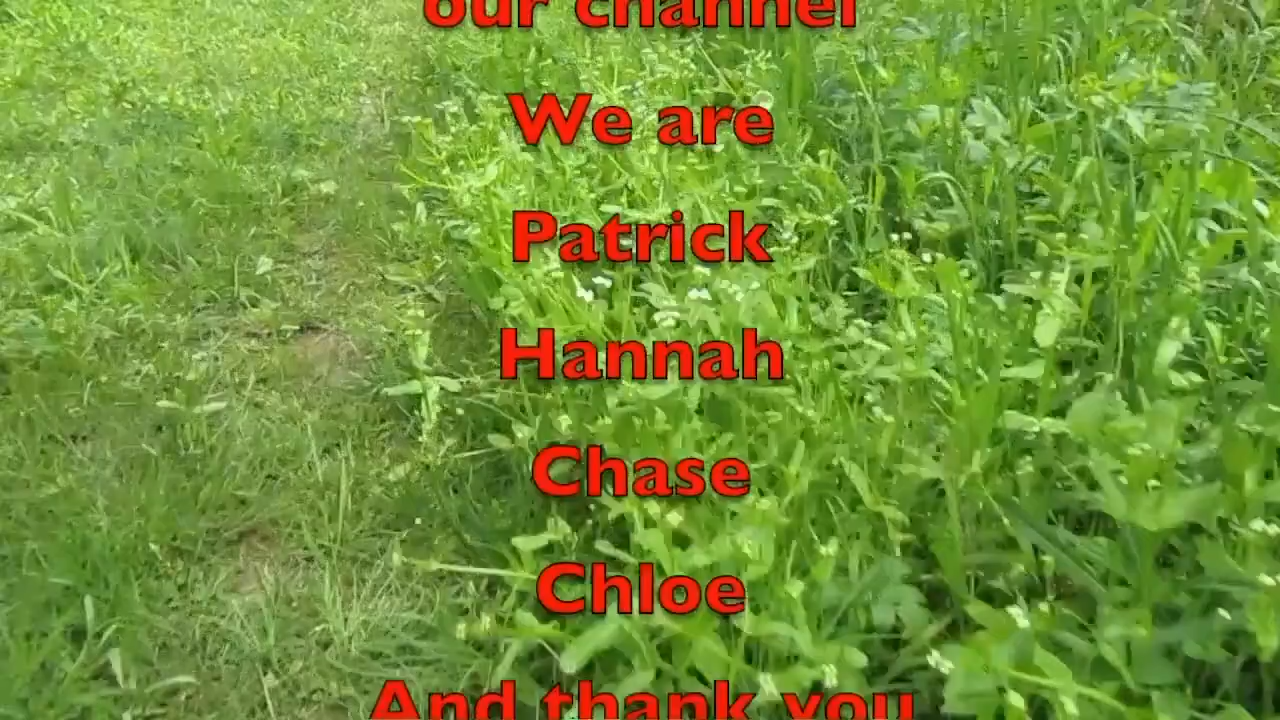 our channel
We are
Patrick
Hannah
Chase
Chloe
And thank you